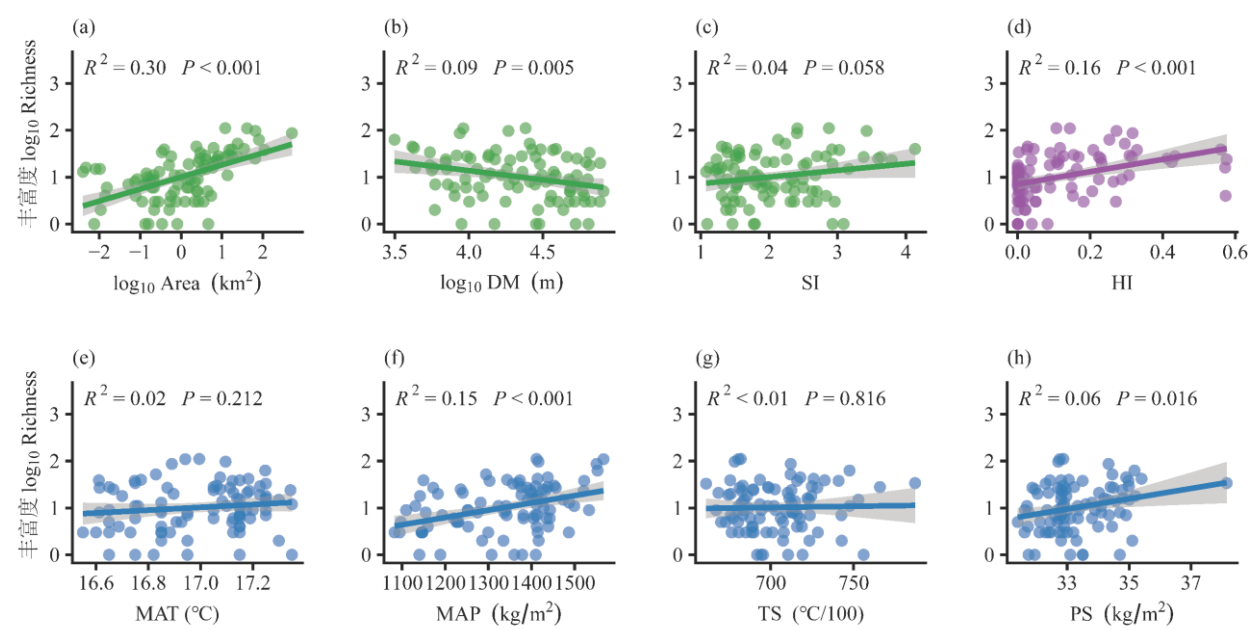 (a) (b) (c) (d)
R² = 0.30 P < 0.001 R² = 0.09 P = 0.005 R² = 0.04 P = 0.058 R² = 0.16 P < 0.001
丰富度 log₁₀ Richness
3 3 3 3
2 2 2 2
1 1 1 1
0 0 0 0
−2 −1 0 1 2 3.5 4.0 4.5 1 2 3 4 0.0 0.2 0.4 0.6
log₁₀ Area (km²) log₁₀ DM (m) SI HI
(e) (f) (g) (h)
R² = 0.02 P = 0.212 R² = 0.15 P < 0.001 R² < 0.01 P = 0.816 R² = 0.06 P = 0.016
丰富度 log₁₀ Richness
3 3 3 3
2 2 2 2
1 1 1 1
0 0 0 0
16.6 16.8 17.0 17.2 1100 1200 1300 1400 1500 700 750 33 35 37
MAT (℃) MAP (kg/m²) TS (℃/100) PS (kg/m²)